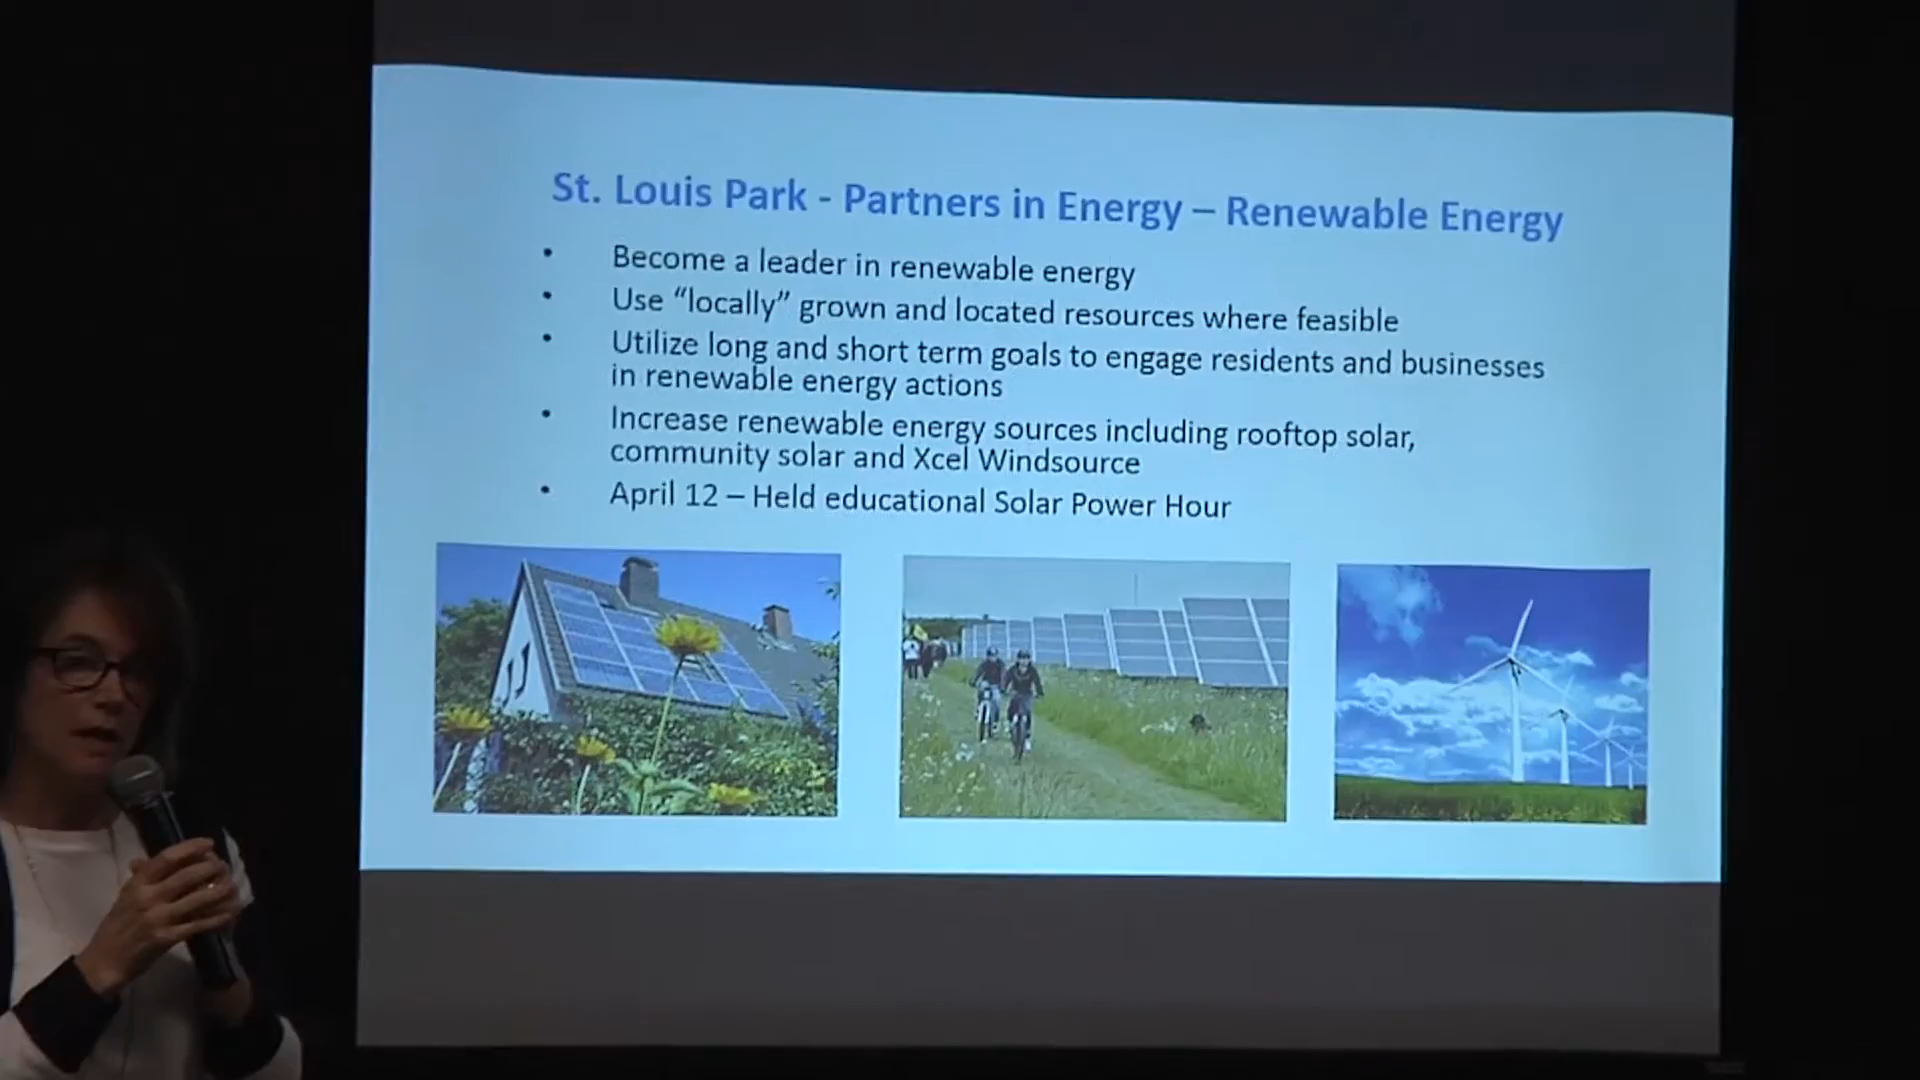 St. Louis Park - Partners in Energy – Renewable Energy
• Become a leader in renewable energy
• Use “locally” grown and located resources where feasible
• Utilize long and short term goals to engage residents and businesses
in renewable energy actions
• Increase renewable energy sources including rooftop solar,
community solar and Xcel Windsource
• April 12 – Held educational Solar Power Hour